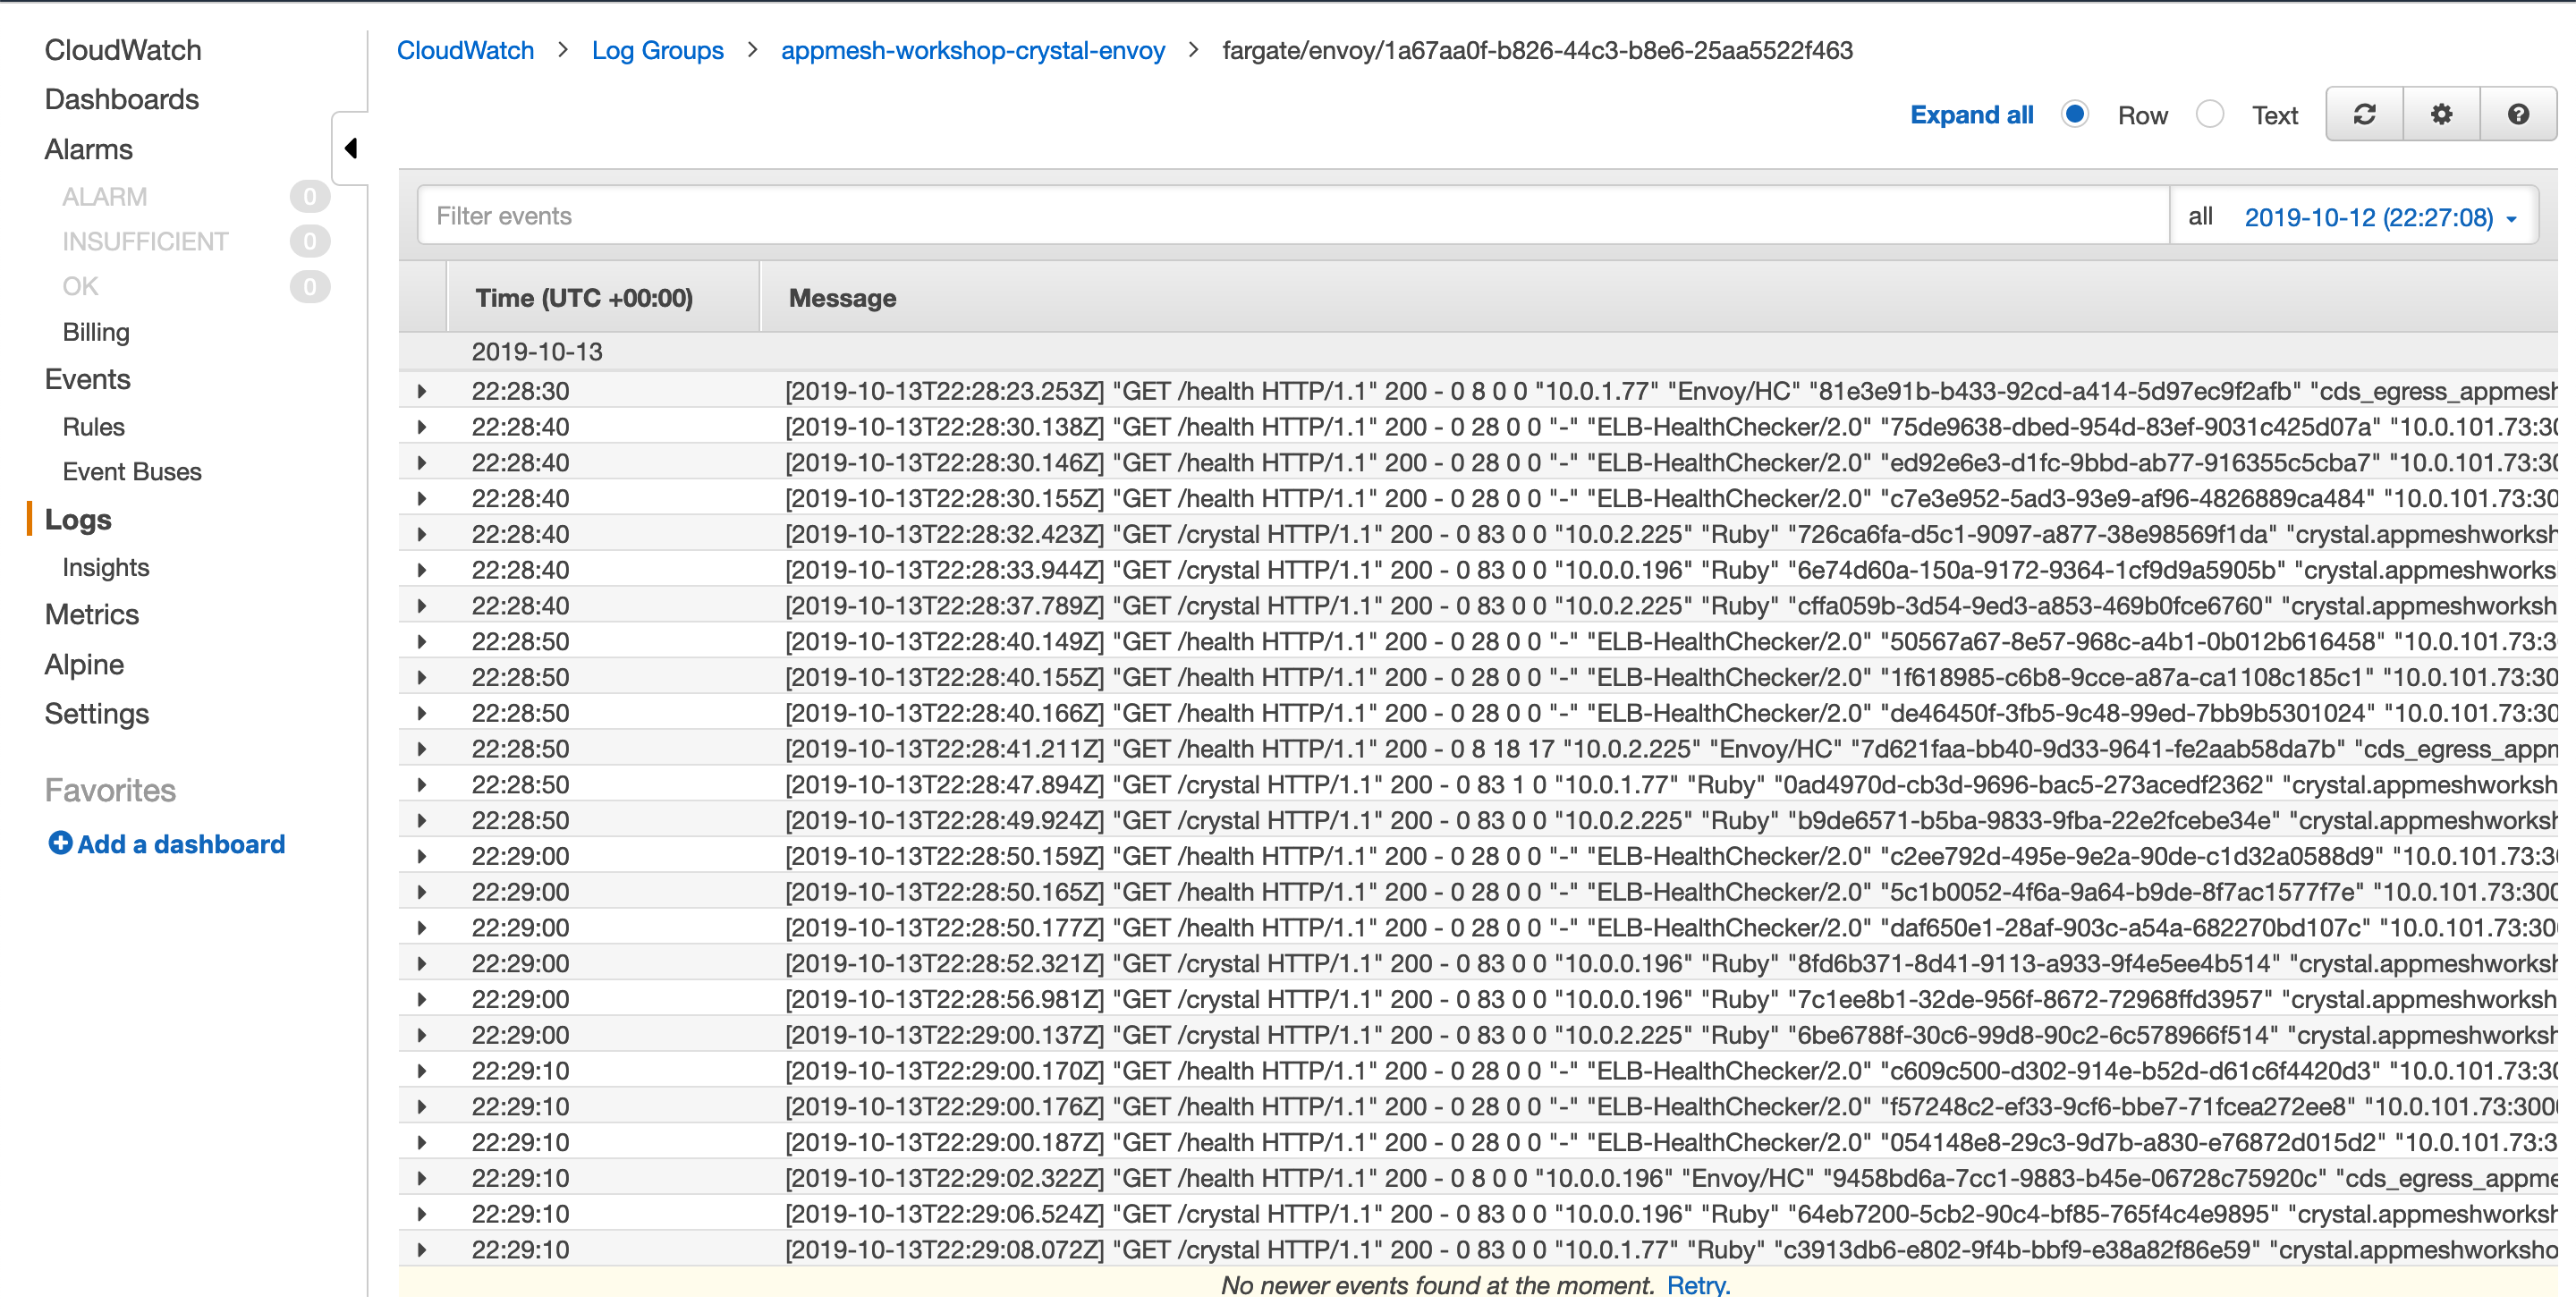 CloudWatch
Dashboards
Alarms
ALARM 0
INSUFFICIENT 0
OK 0
Billing
Events
Rules
Event Buses
Logs
Insights
Metrics
Alpine
Settings
Favorites
Add a dashboard
CloudWatch > Log Groups > appmesh-workshop-crystal-envoy > fargate/envoy/1a67aa0f-b826-44c3-b8e6-25aa5522f463
Expand all Row Text
Filter events all 2019-10-12 (22:27:08)
Time (UTC +00:00) Message
2019-10-13
22:28:30 [2019-10-13T22:28:23.253Z] "GET /health HTTP/1.1" 200 - 0 8 0 0 "10.0.1.77" "Envoy/HC" "81e3e91b-b433-92cd-a414-5d97ec9f2afb" "cds_egress_appmesh
22:28:40 [2019-10-13T22:28:30.138Z] "GET /health HTTP/1.1" 200 - 0 28 0 0 "-" "ELB-HealthChecker/2.0" "75de9638-dbed-954d-83ef-9031c425d07a" "10.0.101.73:30
22:28:40 [2019-10-13T22:28:30.146Z] "GET /health HTTP/1.1" 200 - 0 28 0 0 "-" "ELB-HealthChecker/2.0" "ed92e6e3-d1fc-9bbd-ab77-916355c5cba7" "10.0.101.73:30
22:28:40 [2019-10-13T22:28:30.155Z] "GET /health HTTP/1.1" 200 - 0 28 0 0 "-" "ELB-HealthChecker/2.0" "c7e3e952-5ad3-93e9-af96-4826889ca484" "10.0.101.73:30
22:28:40 [2019-10-13T22:28:32.423Z] "GET /crystal HTTP/1.1" 200 - 0 83 0 0 "10.0.2.225" "Ruby" "726ca6fa-d5c1-9097-a877-38e98569f1da" "crystal.appmeshworksh
22:28:40 [2019-10-13T22:28:33.944Z] "GET /crystal HTTP/1.1" 200 - 0 83 0 0 "10.0.0.196" "Ruby" "6e74d60a-150a-9172-9364-1cf9d9a5905b" "crystal.appmeshworks
22:28:40 [2019-10-13T22:28:37.789Z] "GET /crystal HTTP/1.1" 200 - 0 83 0 0 "10.0.2.225" "Ruby" "cffa059b-3d54-9ed3-a853-469b0fce6760" "crystal.appmeshworksh
22:28:50 [2019-10-13T22:28:40.149Z] "GET /health HTTP/1.1" 200 - 0 28 0 0 "-" "ELB-HealthChecker/2.0" "50567a67-8e57-968c-a4b1-0b012b616458" "10.0.101.73:3
22:28:50 [2019-10-13T22:28:40.155Z] "GET /health HTTP/1.1" 200 - 0 28 0 0 "-" "ELB-HealthChecker/2.0" "1f618985-c6b8-9cce-a87a-ca1108c185c1" "10.0.101.73:30
22:28:50 [2019-10-13T22:28:40.166Z] "GET /health HTTP/1.1" 200 - 0 28 0 0 "-" "ELB-HealthChecker/2.0" "de46450f-3fb5-9c48-99ed-7bb9b5301024" "10.0.101.73:30
22:28:50 [2019-10-13T22:28:41.211Z] "GET /health HTTP/1.1" 200 - 0 8 18 17 "10.0.2.225" "Envoy/HC" "7d621faa-bb40-9d33-9641-fe2aab58da7b" "cds_egress_appm
22:28:50 [2019-10-13T22:28:47.894Z] "GET /crystal HTTP/1.1" 200 - 0 83 1 0 "10.0.1.77" "Ruby" "0ad4970d-cb3d-9696-bac5-273acedf2362" "crystal.appmeshworksh
22:28:50 [2019-10-13T22:28:49.924Z] "GET /crystal HTTP/1.1" 200 - 0 83 0 0 "10.0.2.225" "Ruby" "b9de6571-b5ba-9833-9fba-22e2fcebe34e" "crystal.appmeshworksh
22:29:00 [2019-10-13T22:28:50.159Z] "GET /health HTTP/1.1" 200 - 0 28 0 0 "-" "ELB-HealthChecker/2.0" "c2ee792d-495e-9e2a-90de-c1d32a0588d9" "10.0.101.73:30
22:29:00 [2019-10-13T22:28:50.165Z] "GET /health HTTP/1.1" 200 - 0 28 0 0 "-" "ELB-HealthChecker/2.0" "5c1b0052-4f6a-9a64-b9de-8f7ac1577f7e" "10.0.101.73:300
22:29:00 [2019-10-13T22:28:50.177Z] "GET /health HTTP/1.1" 200 - 0 28 0 0 "-" "ELB-HealthChecker/2.0" "daf650e1-28af-903c-a54a-682270bd107c" "10.0.101.73:30
22:29:00 [2019-10-13T22:28:52.321Z] "GET /crystal HTTP/1.1" 200 - 0 83 0 0 "10.0.0.196" "Ruby" "8fd6b371-8d41-9113-a933-9f4e5ee4b514" "crystal.appmeshworksh
22:29:00 [2019-10-13T22:28:56.981Z] "GET /crystal HTTP/1.1" 200 - 0 83 0 0 "10.0.0.196" "Ruby" "7c1ee8b1-32de-956f-8672-72968ffd3957" "crystal.appmeshworksh
22:29:00 [2019-10-13T22:29:00.137Z] "GET /crystal HTTP/1.1" 200 - 0 83 0 0 "10.0.2.225" "Ruby" "6be6788f-30c6-99d8-90c2-6c578966f514" "crystal.appmeshworksh
22:29:10 [2019-10-13T22:29:00.170Z] "GET /health HTTP/1.1" 200 - 0 28 0 0 "-" "ELB-HealthChecker/2.0" "c609c500-d302-914e-b52d-d61c6f4420d3" "10.0.101.73:30
22:29:10 [2019-10-13T22:29:00.176Z] "GET /health HTTP/1.1" 200 - 0 28 0 0 "-" "ELB-HealthChecker/2.0" "f57248c2-ef33-9cf6-bbe7-71fcea272ee8" "10.0.101.73:3000
22:29:10 [2019-10-13T22:29:00.187Z] "GET /health HTTP/1.1" 200 - 0 28 0 0 "-" "ELB-HealthChecker/2.0" "054148e8-29c3-9d7b-a830-e76872d015d2" "10.0.101.73:3
22:29:10 [2019-10-13T22:29:02.322Z] "GET /health HTTP/1.1" 200 - 0 8 0 0 "10.0.0.196" "Envoy/HC" "9458bd6a-7cc1-9883-b45e-06728c75920c" "cds_egress_appme
22:29:10 [2019-10-13T22:29:06.524Z] "GET /crystal HTTP/1.1" 200 - 0 83 0 0 "10.0.0.196" "Ruby" "64eb7200-5cb2-90c4-bf85-765f4c4e9895" "crystal.appmeshworksh
22:29:10 [2019-10-13T22:29:08.072Z] "GET /crystal HTTP/1.1" 200 - 0 83 0 0 "10.0.1.77" "Ruby" "c3913db6-e802-9f4b-bbf9-e38a82f86e59" "crystal.appmeshworksho
No newer events found at the moment. Retry.